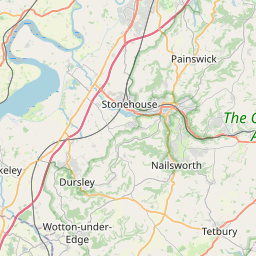 Painswick
Stonehouse
The C
A
Nailsworth
keley
Dursley
Wotton-under-
Edge
Tetbury